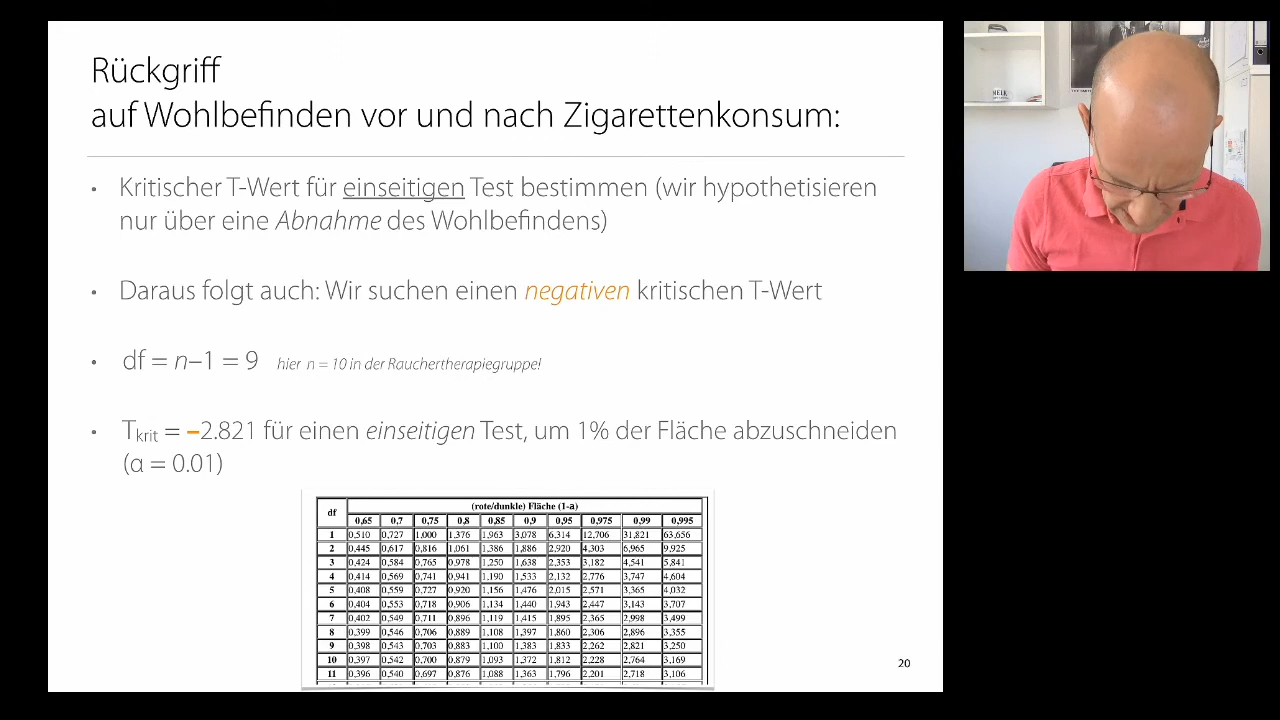 Rückgriff
auf Wohlbefinden vor und nach Zigarettenkonsum:
• Kritischer T-Wert für einseitigen Test bestimmen (wir hypothetisieren
nur über eine Abnahme des Wohlbefindens)
• Daraus folgt auch: Wir suchen einen negativen kritischen T-Wert
• df = n–1 = 9 hier n = 10 in der Rauchertherapiegruppe!
• Tkrit = –2.821 für einen einseitigen Test, um 1% der Fläche abzuschneiden
(α = 0.01)
df (rote/dunkle) Fläche (1-α)
0,65 0,7 0,75 0,8 0,85 0,9 0,95 0,975 0,99 0,995
1 0,510 0,727 1,000 1,376 1,963 3,078 6,314 12,706 31,821 63,656
2 0,445 0,617 0,816 1,061 1,386 1,886 2,920 4,303 6,965 9,925
3 0,424 0,584 0,765 0,978 1,250 1,638 2,353 3,182 4,541 5,841
4 0,414 0,569 0,741 0,941 1,190 1,533 2,132 2,776 3,747 4,604
5 0,408 0,559 0,727 0,920 1,156 1,476 2,015 2,571 3,365 4,032
6 0,404 0,553 0,718 0,906 1,134 1,440 1,943 2,447 3,143 3,707
7 0,402 0,549 0,711 0,896 1,119 1,415 1,895 2,365 2,998 3,499
8 0,399 0,546 0,706 0,889 1,108 1,397 1,860 2,306 2,896 3,355
9 0,398 0,543 0,703 0,883 1,100 1,383 1,833 2,262 2,821 3,250
10 0,397 0,542 0,700 0,879 1,093 1,372 1,812 2,228 2,764 3,169
11 0,396 0,540 0,697 0,876 1,088 1,363 1,796 2,201 2,718 3,106
20